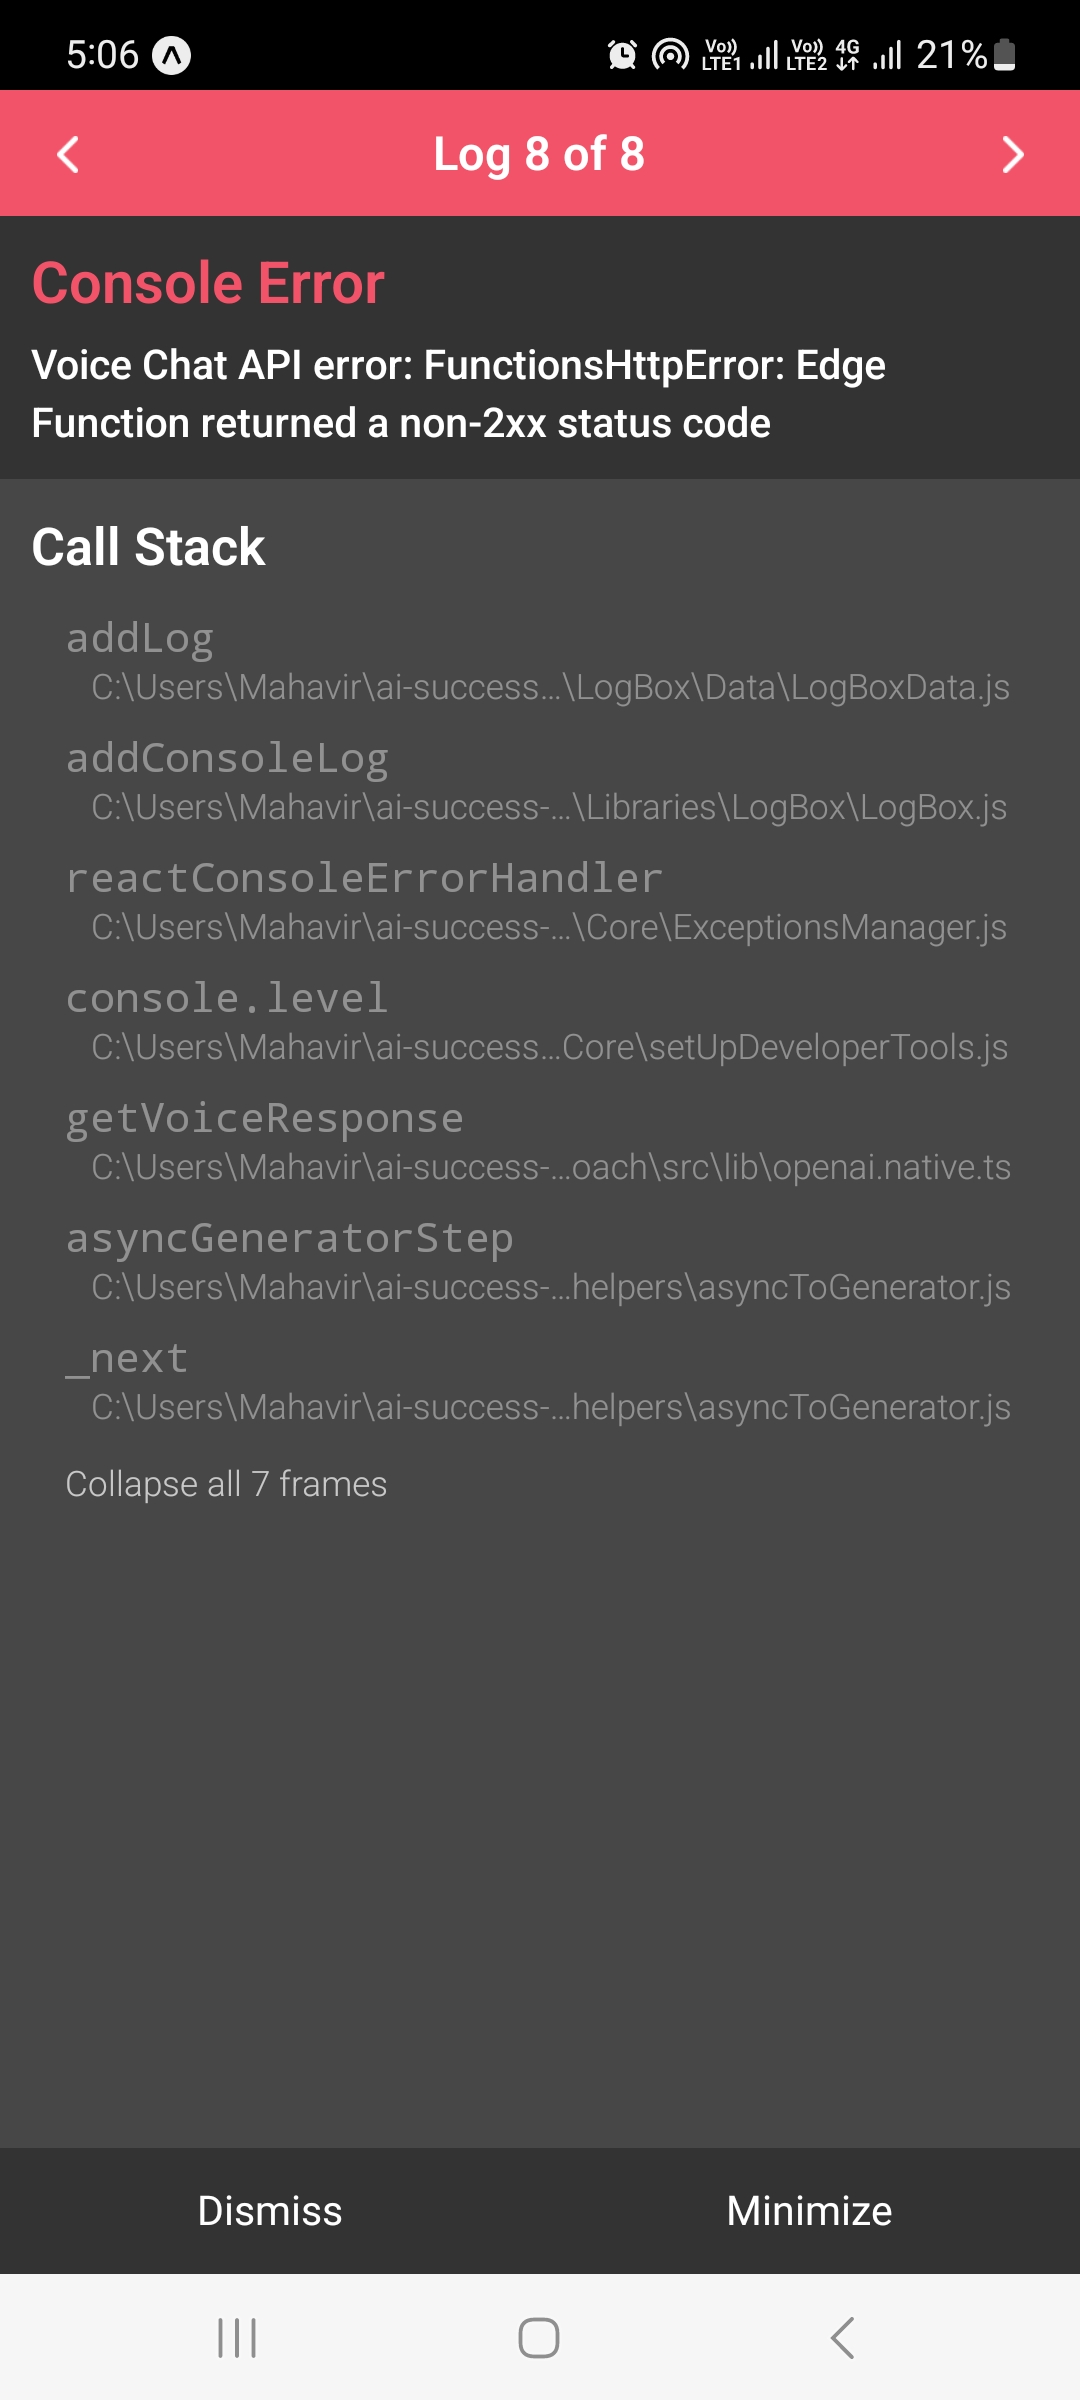 5:06 Vo)) LTE1 Vo)) LTE2 4G 21%
Log 8 of 8
Console Error
Voice Chat API error: FunctionsHttpError: Edge
Function returned a non-2xx status code
Call Stack
addLog
C:\Users\Mahavir\ai-success...\LogBox\Data\LogBoxData.js
addConsoleLog
C:\Users\Mahavir\ai-success-...\Libraries\LogBox\LogBox.js
reactConsoleErrorHandler
C:\Users\Mahavir\ai-success-...\Core\ExceptionsManager.js
console.level
C:\Users\Mahavir\ai-success...Core\setUpDeveloperTools.js
getVoiceResponse
C:\Users\Mahavir\ai-success-...oach\src\lib\openai.native.ts
asyncGeneratorStep
C:\Users\Mahavir\ai-success-...helpers\asyncToGenerator.js
_next
C:\Users\Mahavir\ai-success-...helpers\asyncToGenerator.js
Collapse all 7 frames
Dismiss Minimize